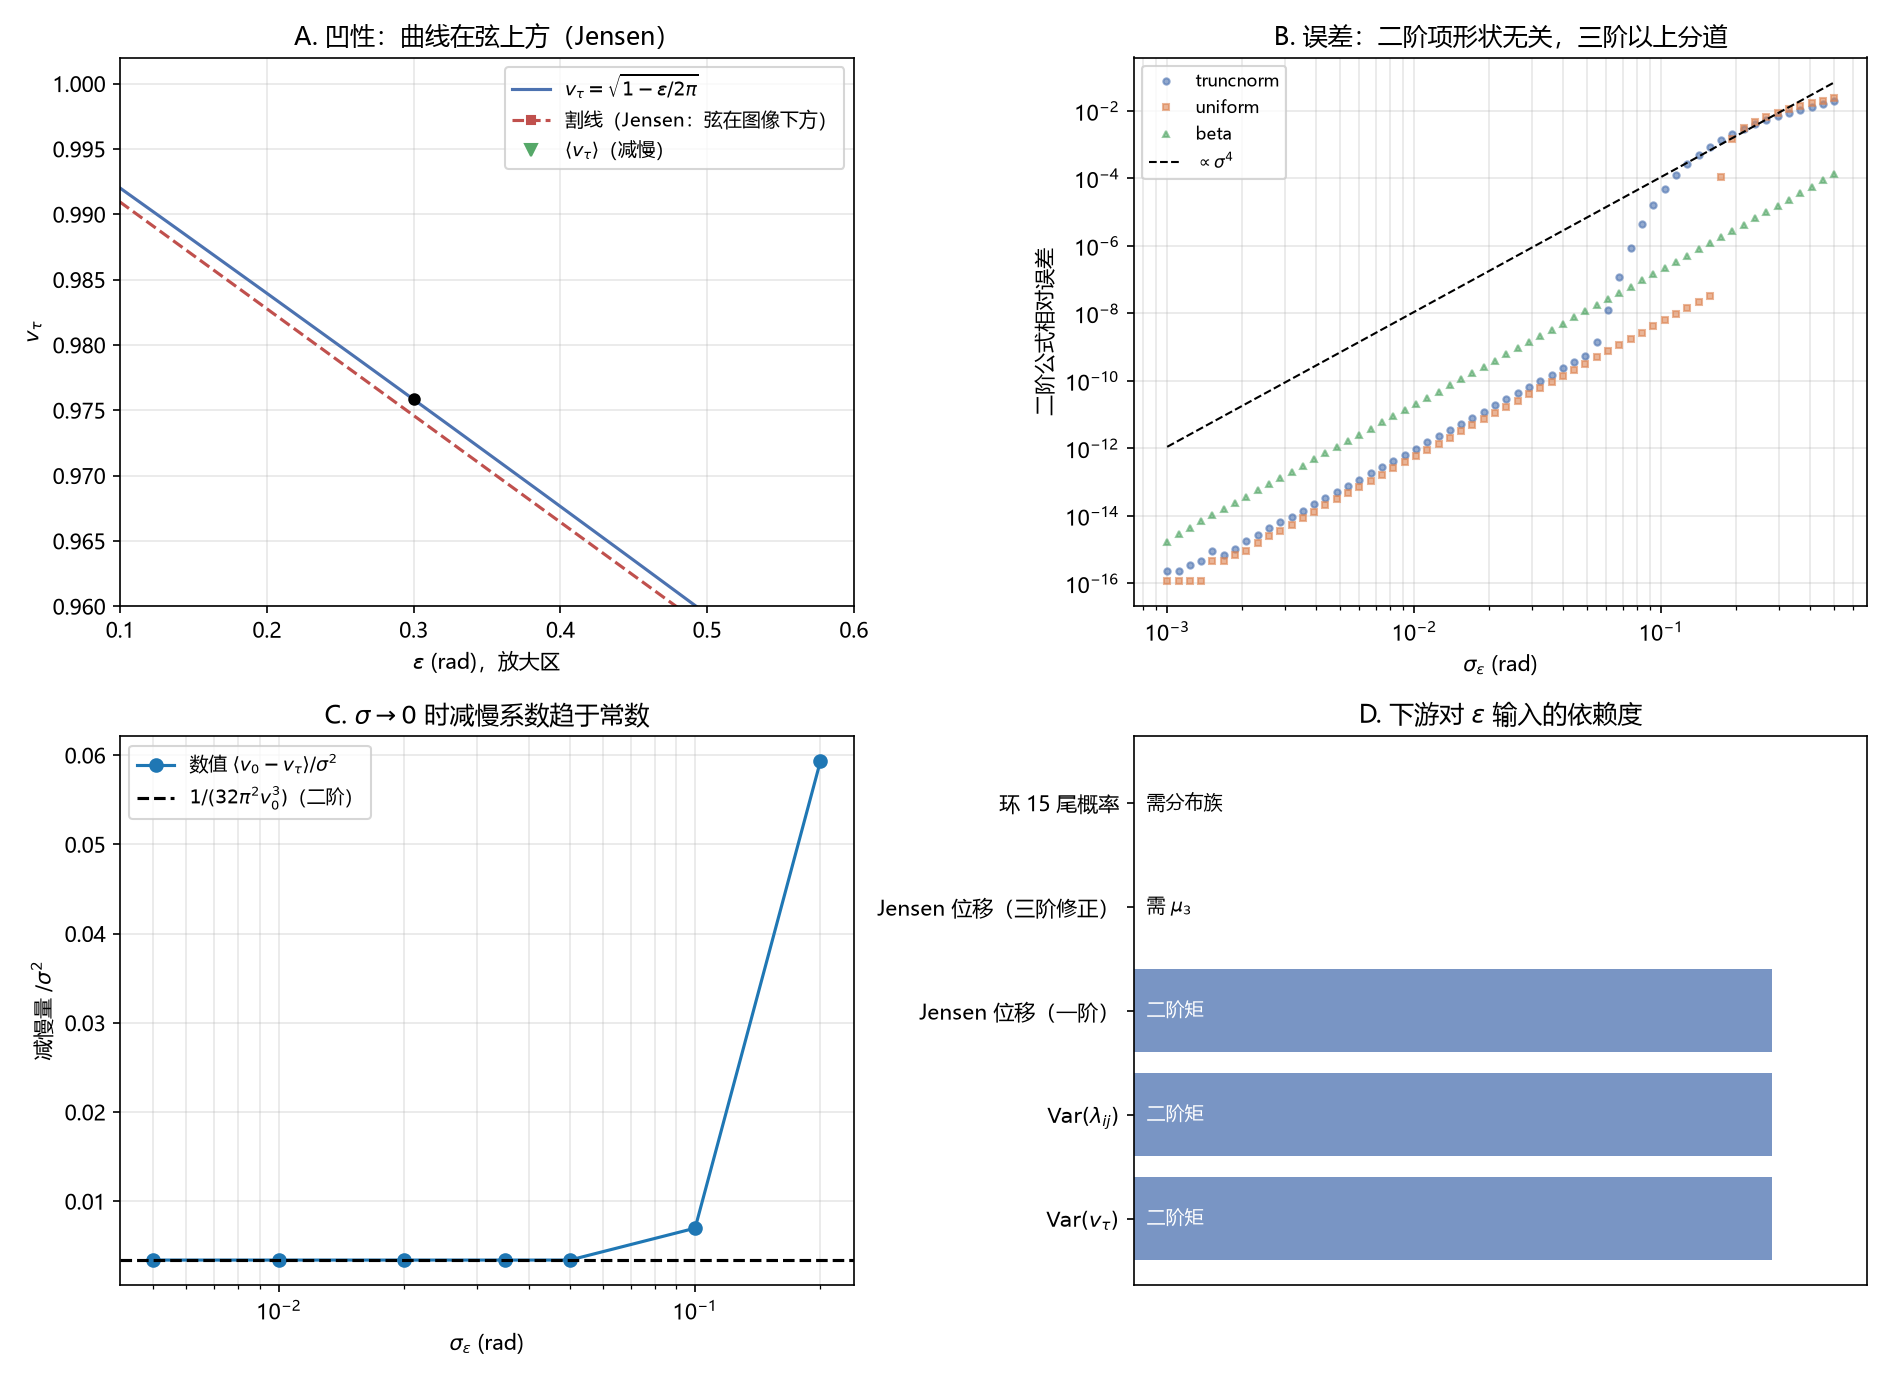 A. 凹性：曲线在弦上方（Jensen）
1.000
0.995
0.990
0.985
0.980
0.975
0.970
0.965
0.960
v_τ
v_τ = √(1 − ε/2π)
割线（Jensen：弦在图像下方）
⟨v_τ⟩（减慢）
0.1 0.2 0.3 0.4 0.5 0.6
ε (rad)，放大区
B. 误差：二阶项形状无关，三阶以上分道
truncnorm
uniform
beta
∝ σ⁴
二阶公式相对误差
10⁻²
10⁻⁴
10⁻⁶
10⁻⁸
10⁻¹⁰
10⁻¹²
10⁻¹⁴
10⁻¹⁶
10⁻³ 10⁻² 10⁻¹
σ_ε (rad)
C. σ → 0 时减慢系数趋于常数
数值 ⟨v₀ − v_τ⟩/σ²
1/(32π²v₀³)（二阶）
减慢量 /σ²
0.06
0.05
0.04
0.03
0.02
0.01
10⁻² 10⁻¹
σ_ε (rad)
D. 下游对 ε 输入的依赖度
环 15 尾概率 需分布族
Jensen 位移（三阶修正） 需 μ₃
Jensen 位移（一阶） 二阶矩
Var(λ_ij) 二阶矩
Var(v_τ) 二阶矩